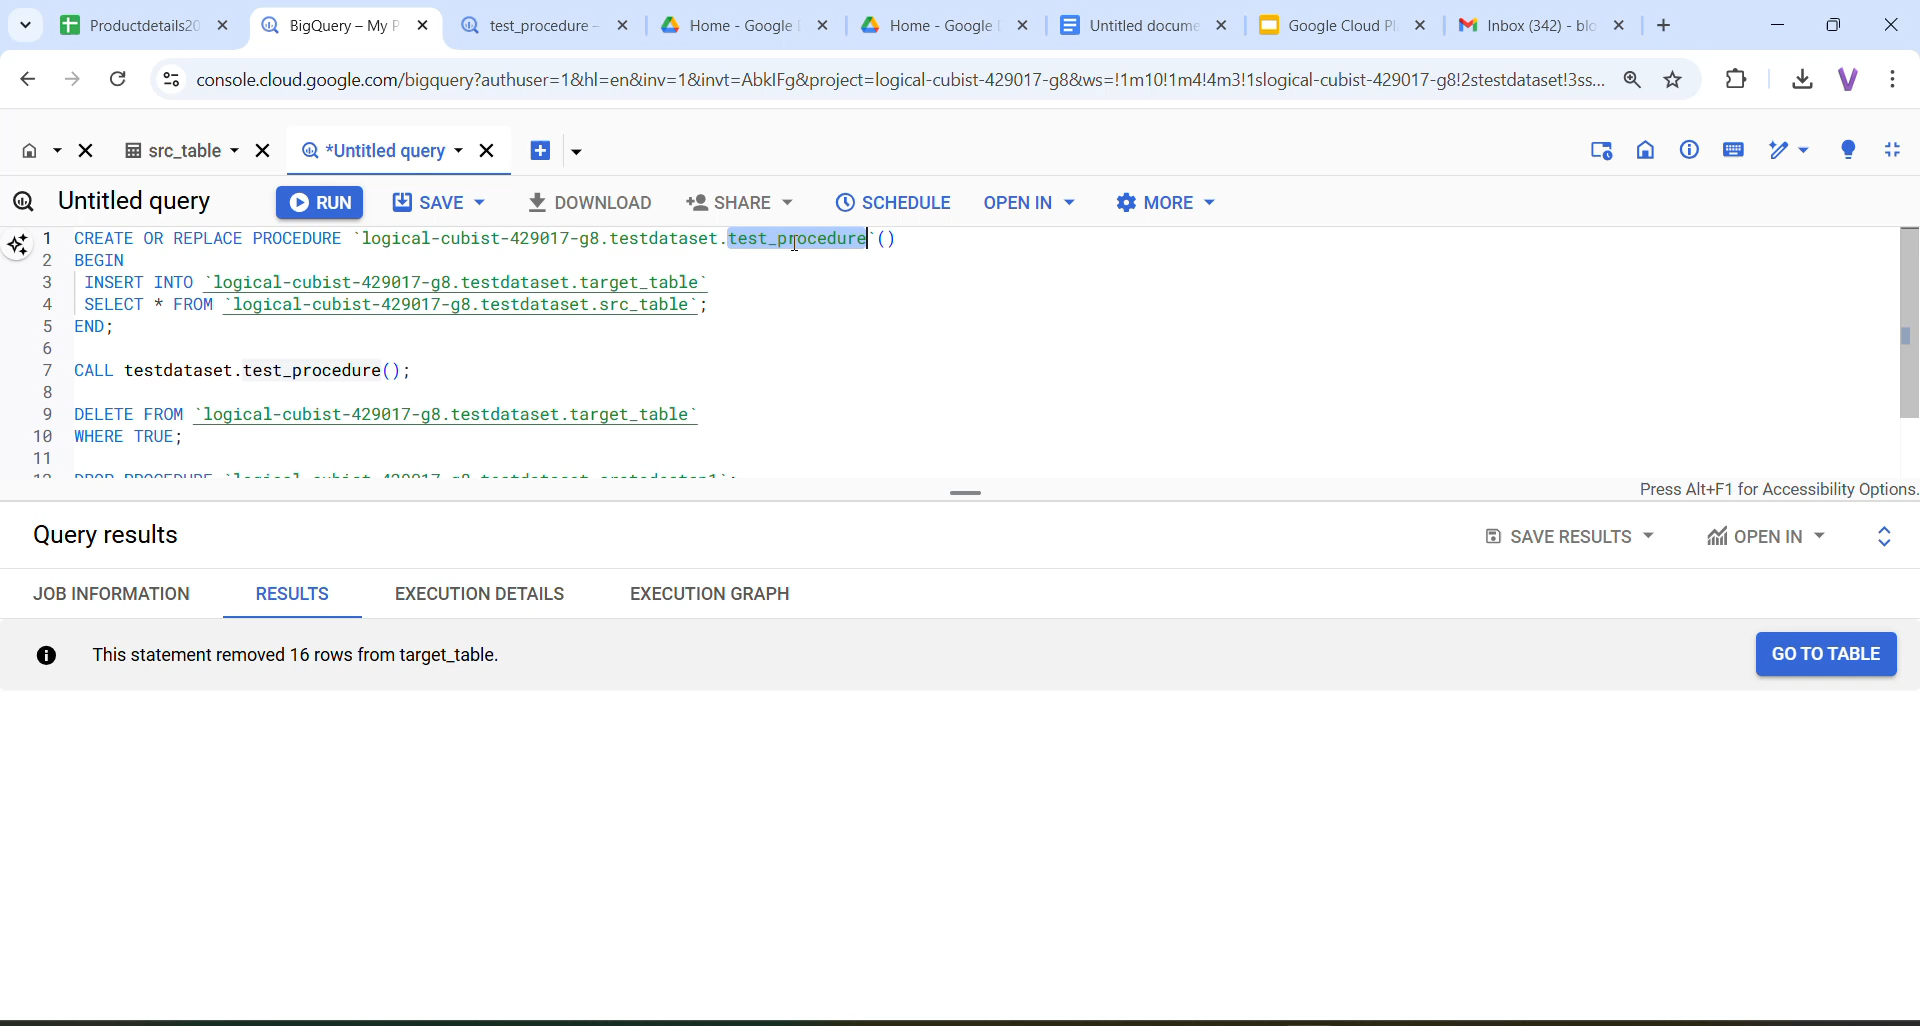 Productdetails20
BigQuery – My P
test_procedure –
Home - Google
Home - Google
Untitled docume
Google Cloud Pl
Inbox (342) - blo
console.cloud.google.com/bigquery?authuser=1&hl=en&inv=1&invt=AbklFg&project=logical-cubist-429017-g8&ws=!1m10!1m4!4m3!1slogical-cubist-429017-g8!2stestdataset!3ss...
V
src_table
*Untitled query
Untitled query
RUN
SAVE
DOWNLOAD
SHARE
SCHEDULE
OPEN IN
MORE
1 CREATE OR REPLACE PROCEDURE `logical-cubist-429017-g8.testdataset.test_procedure`()
2 BEGIN
3 INSERT INTO `logical-cubist-429017-g8.testdataset.target_table`
4 SELECT * FROM `logical-cubist-429017-g8.testdataset.src_table`;
5 END;
6
7 CALL testdataset.test_procedure();
8
9 DELETE FROM `logical-cubist-429017-g8.testdataset.target_table`
10 WHERE TRUE;
11
12 DROP PROCEDURE
Press Alt+F1 for Accessibility Options.
Query results
SAVE RESULTS
OPEN IN
JOB INFORMATION
RESULTS
EXECUTION DETAILS
EXECUTION GRAPH
This statement removed 16 rows from target_table.
GO TO TABLE